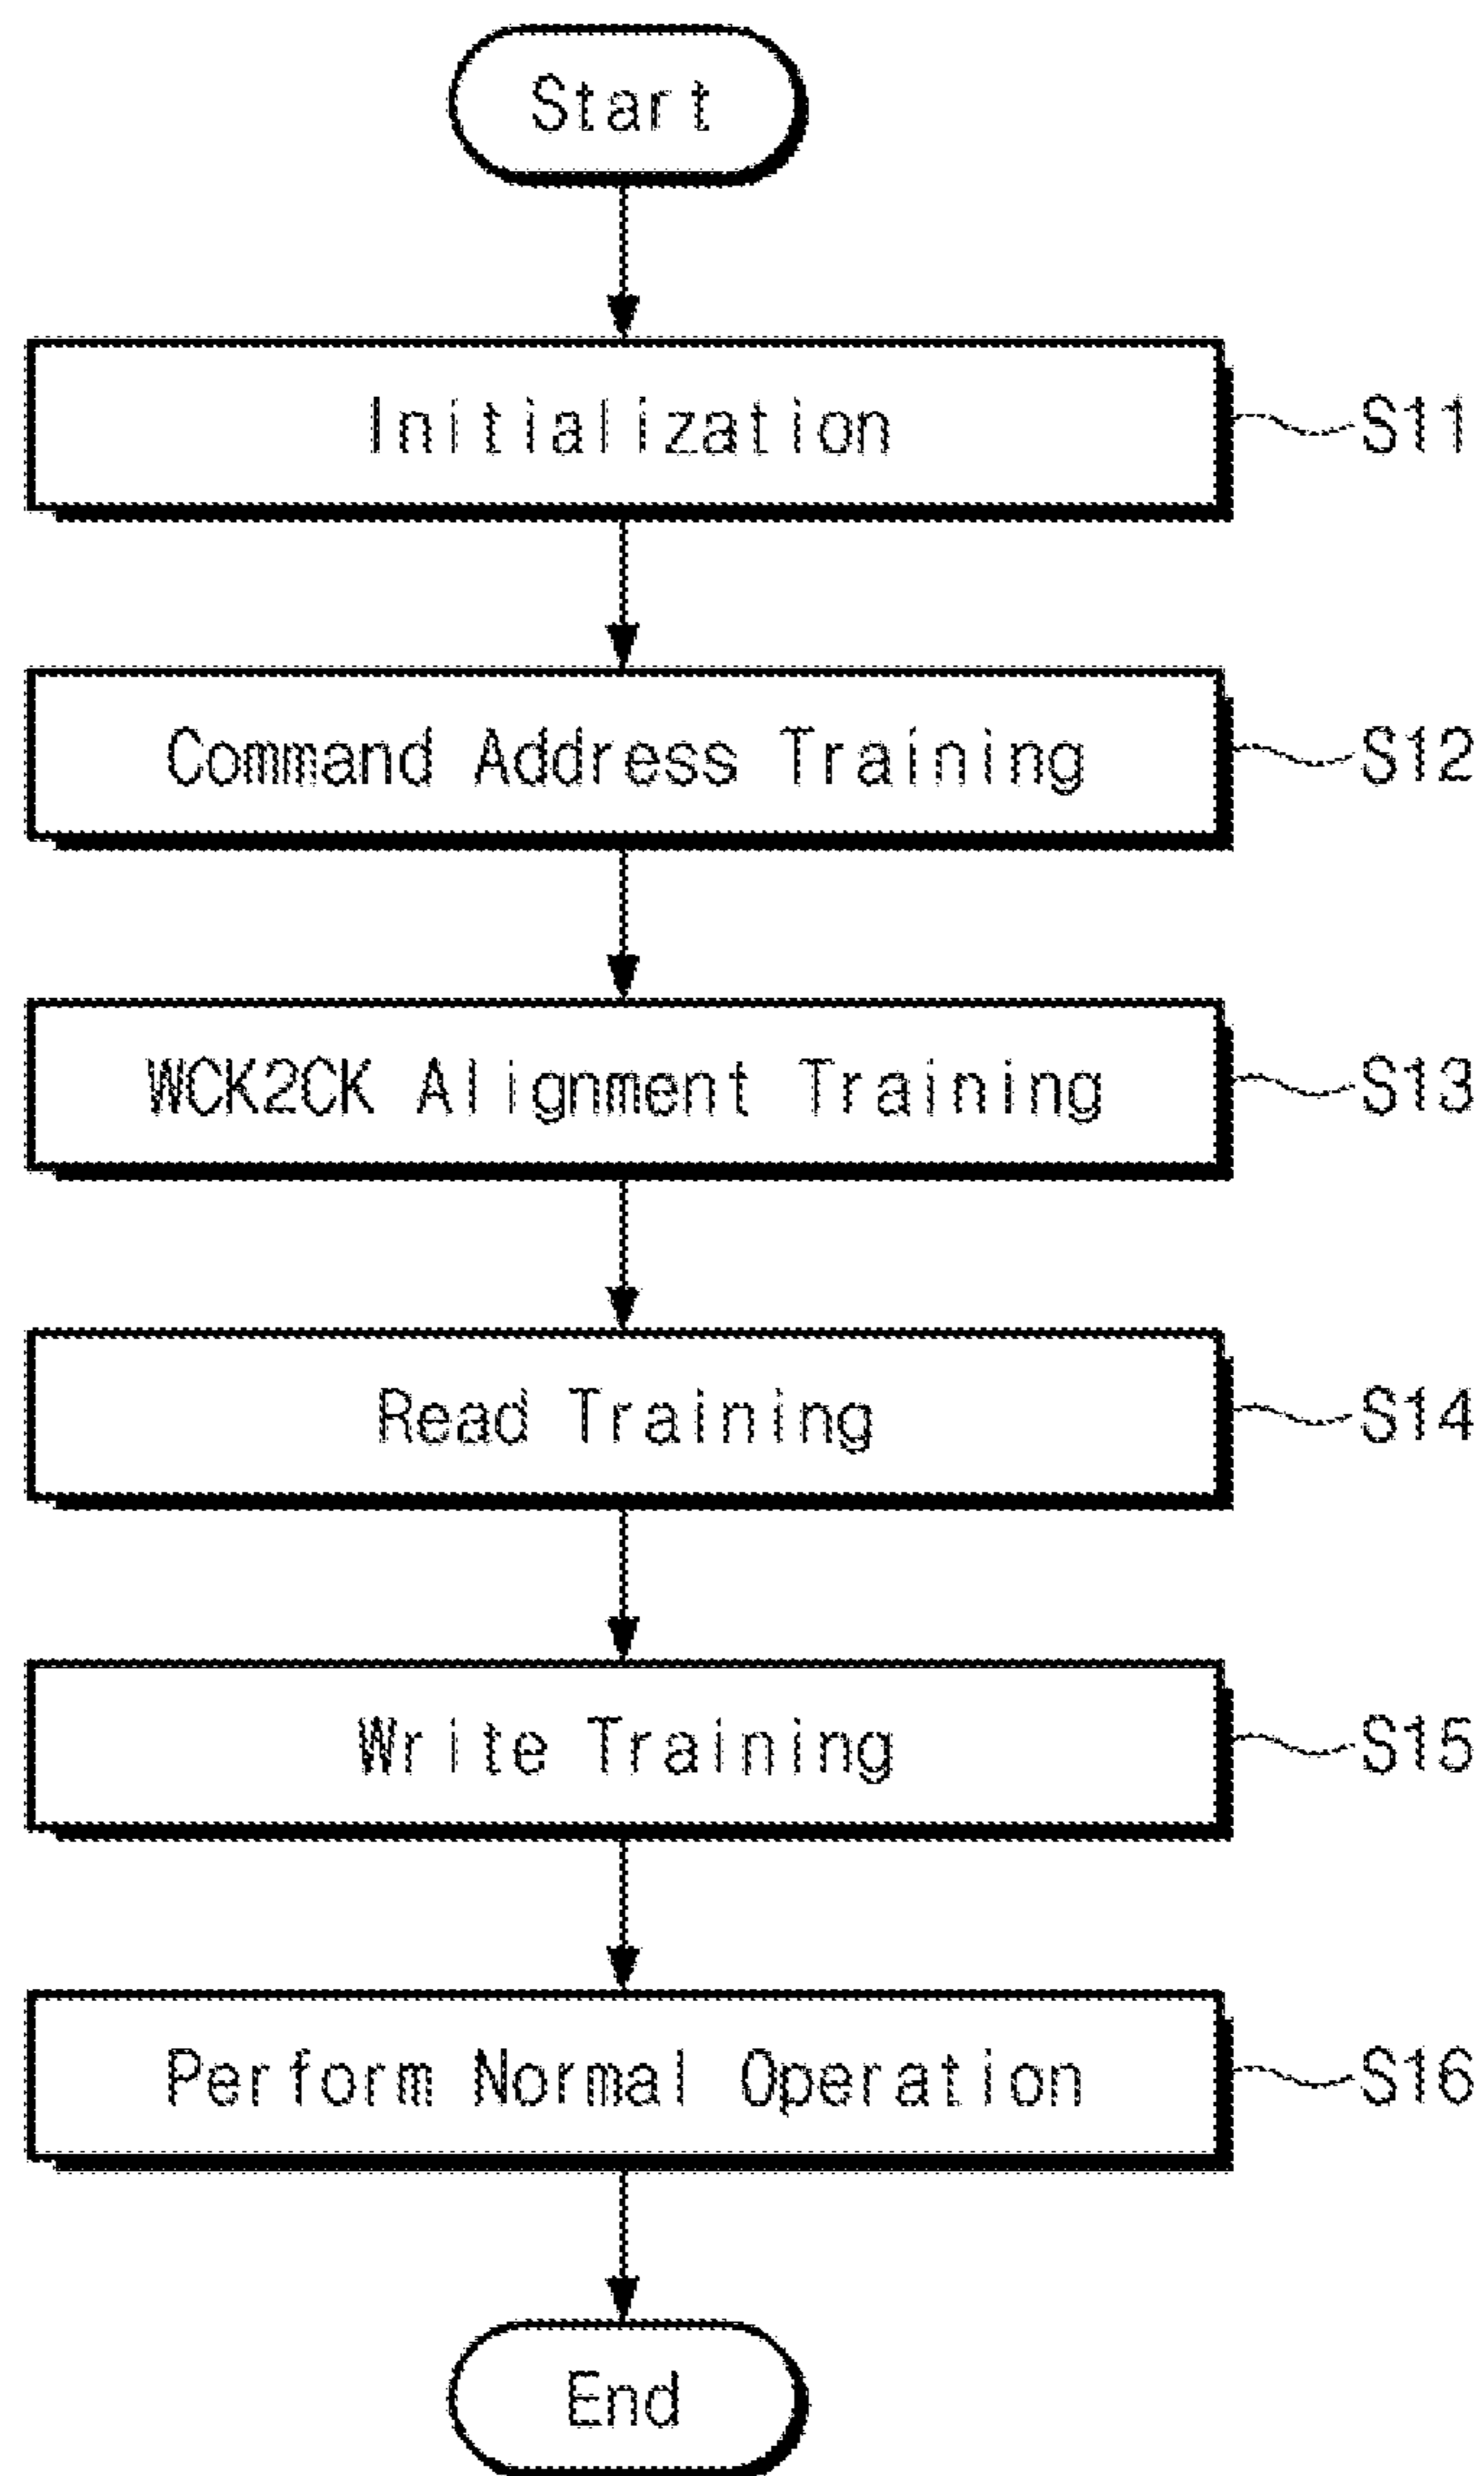 Start
Initialization
S11
Command Address Training
S12
WCK2CK Alignment Training
S13
Read Training
S14
Write Training
S15
Perform Normal Operation
S16
End